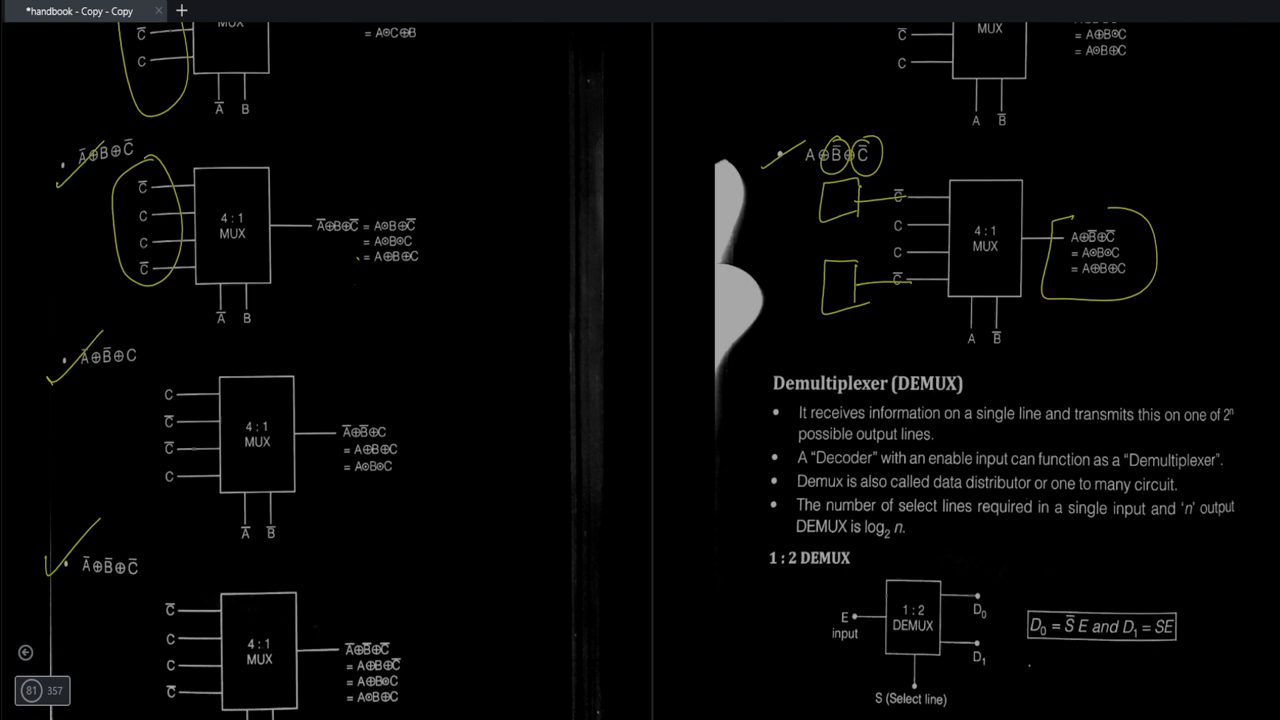 *handbook - Copy - Copy
MUX
C̅
C
A̅ B
= A⊙C⊕B
• A̅⊕B⊕C̅
C̅
C
C
C̅
4 : 1
MUX
A̅ B
A̅⊕B⊕C̅ = A⊙B⊕C̅
= A⊙B⊙C
= A⊕B⊕C
• A̅⊕B̅⊕C
C
C̅
C̅
C
4 : 1
MUX
A̅ B̅
A̅⊕B̅⊕C
= A⊕B⊕C
= A⊙B⊙C
• A̅⊕B̅⊕C̅
C̅
C
C
C̅
4 : 1
MUX
A̅⊕B̅⊕C̅
= A⊕B⊕C̅
= A⊕B⊙C
= A⊙B⊕C
81 357
C̅
C
MUX
A B̅
= A⊕B⊙C
= A⊙B⊕C
• A⊕B̅⊕C̅
C̅
C
C
C̅
4 : 1
MUX
A B̅
A⊕B̅⊕C̅
= A⊙B⊙C
= A⊕B⊕C
Demultiplexer (DEMUX)
• It receives information on a single line and transmits this on one of 2ⁿ
possible output lines.
• A “Decoder” with an enable input can function as a “Demultiplexer”.
• Demux is also called data distributor or one to many circuit.
• The number of select lines required in a single input and ‘n’ output
DEMUX is log₂ n.
1 : 2 DEMUX
E
input
1 : 2
DEMUX
D₀
D₁
S (Select line)
D₀ = S̅ E and D₁ = SE